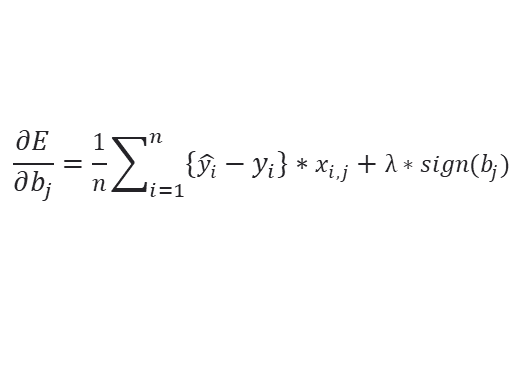 ∂E/∂b_j = 1/n ∑_{i=1}^{n} {ŷ_i − y_i} * x_{i,j} + λ * sign(b_j)